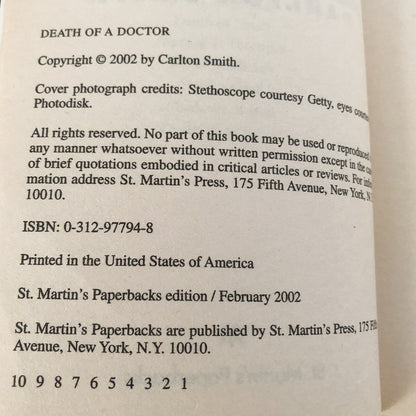 DEATH OF A DOCTOR
Copyright © 2002 by Carlton Smith.
Cover photograph credits: Stethoscope courtesy Getty, eyes
Photodisk.
All rights reserved. No part of this book may be used or reproduced
any manner whatsoever without written permission except in the
of brief quotations embodied in critical articles or reviews. For
mation address St. Martin's Press, 175 Fifth Avenue, New York,
10010.
ISBN: 0-312-97794-8
Printed in the United States of America
St. Martin's Paperbacks edition / February 2002
St. Martin's Paperbacks are published by St. Martin's Press, 175
Avenue, New York, N.Y. 10010.
10 9 8 7 6 5 4 3 2 1